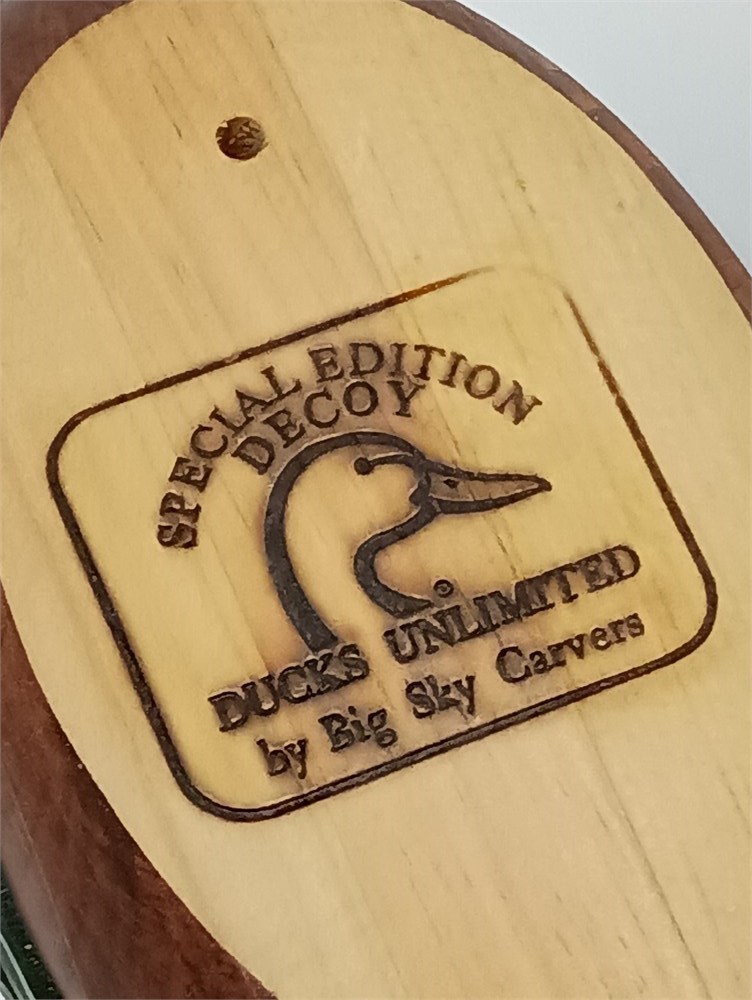 SPECIAL EDITION
DECOY
DUCKS UNLIMITED
by Big Sky Carvers